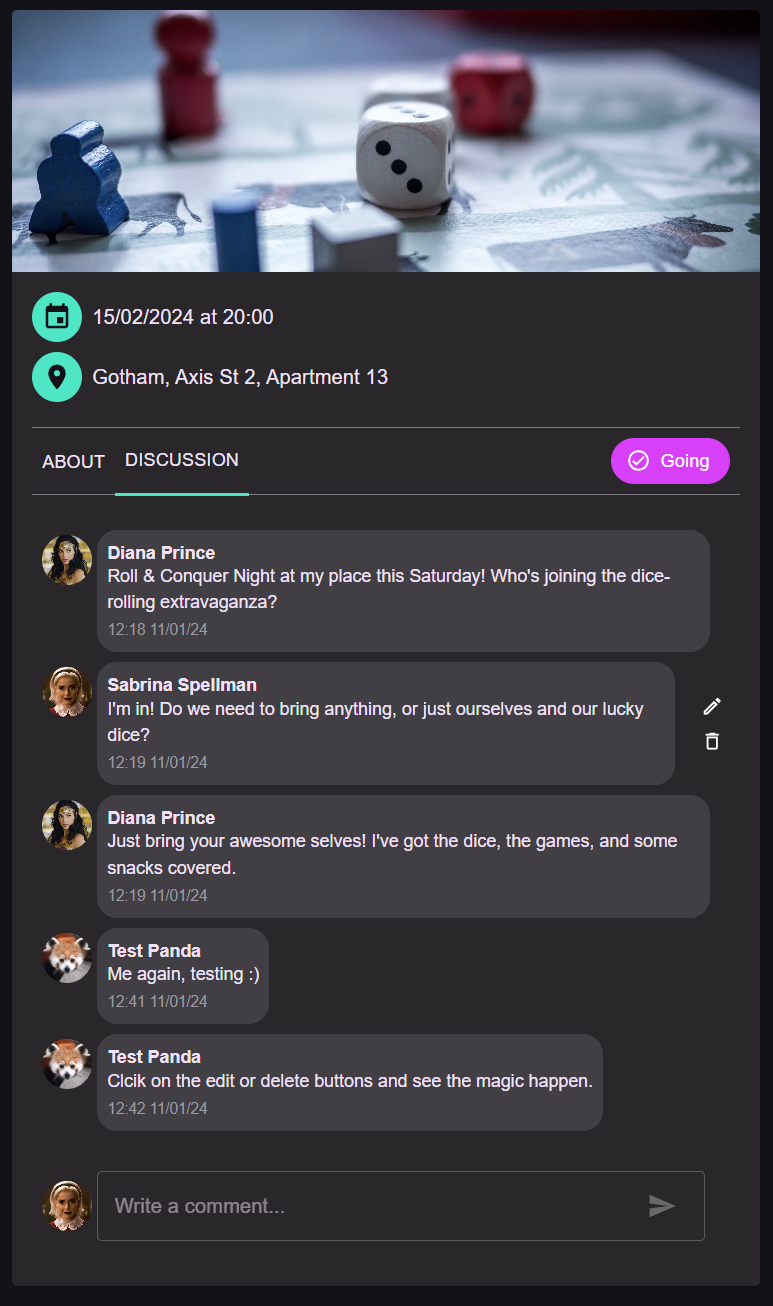 15/02/2024 at 20:00
Gotham, Axis St 2, Apartment 13
ABOUT
DISCUSSION
Going
Diana Prince
Roll & Conquer Night at my place this Saturday! Who's joining the dice-
rolling extravaganza?
12:18 11/01/24
Sabrina Spellman
I'm in! Do we need to bring anything, or just ourselves and our lucky
dice?
12:19 11/01/24
Diana Prince
Just bring your awesome selves! I've got the dice, the games, and some
snacks covered.
12:19 11/01/24
Test Panda
Me again, testing :)
12:41 11/01/24
Test Panda
Clcik on the edit or delete buttons and see the magic happen.
12:42 11/01/24
Write a comment...